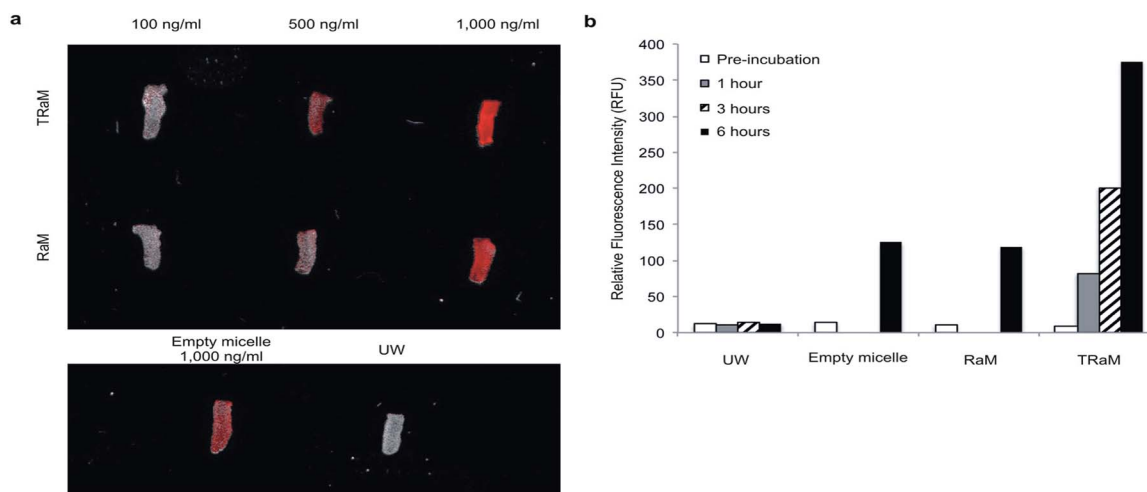 a
100 ng/ml 500 ng/ml 1,000 ng/ml
TRaM
RaM
Empty micelle
1,000 ng/ml
UW
b
Relative Fluorescence Intensity (RFU)
400
350
300
250
200
150
100
50
0
Pre-incubation
1 hour
3 hours
6 hours
UW Empty micelle RaM TRaM